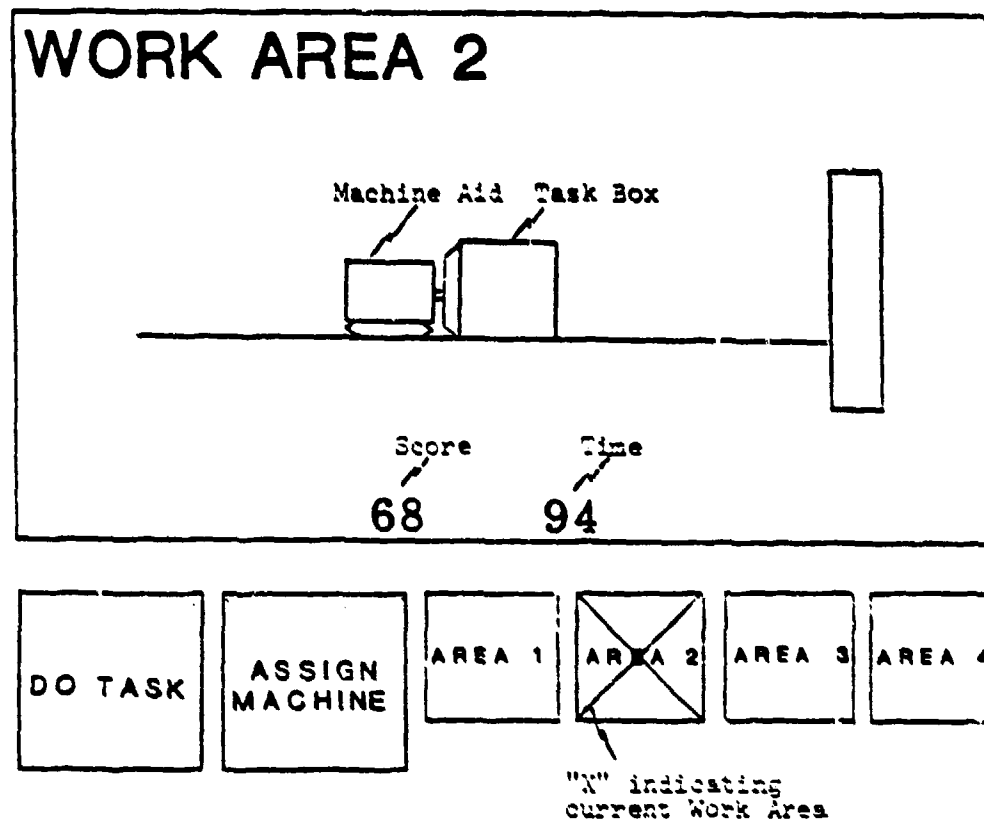 WORK AREA 2
Machine Aid Task Box
Score Time
68 94
DO TASK
ASSIGN
MACHINE
AREA 1
AREA 2
AREA 3
AREA 4
"X" indicating
current Work Area